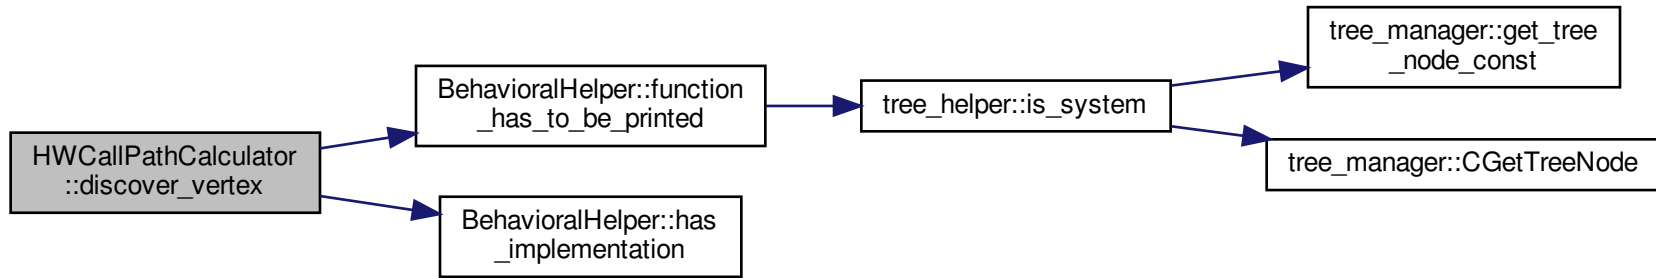 HWCallPathCalculator
::discover_vertex
BehavioralHelper::function
_has_to_be_printed
BehavioralHelper::has
_implementation
tree_helper::is_system
tree_manager::get_tree
_node_const
tree_manager::CGetTreeNode